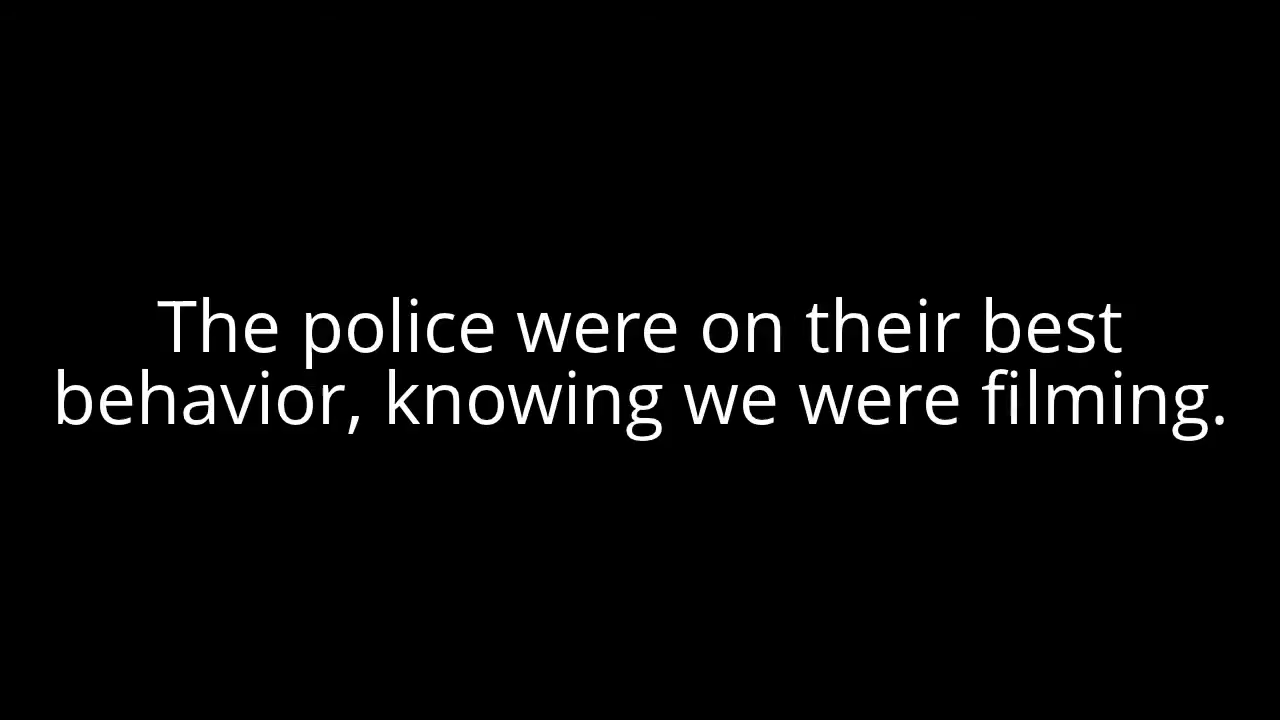 The police were on their best
behavior, knowing we were filming.